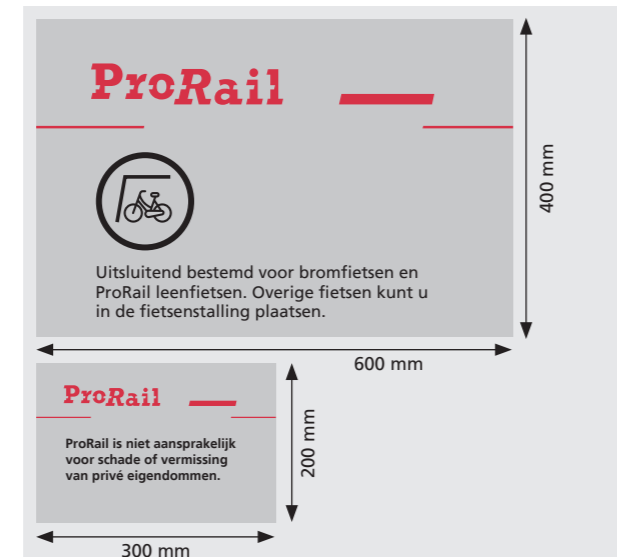 ProRail
Uitsluitend bestemd voor bromfietsen en
ProRail leenfietsen. Overige fietsen kunt u
in de fietsenstalling plaatsen.
400 mm
600 mm
ProRail
ProRail is niet aansprakelijk
voor schade of vermissing
van privé eigendommen.
200 mm
300 mm